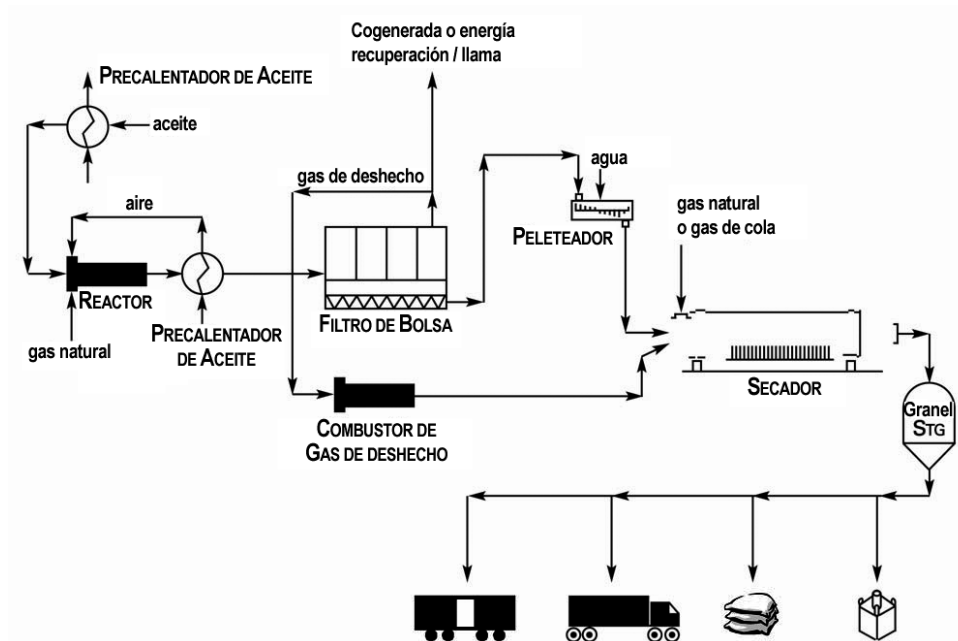 Cogenerada o energía
recuperación / llama
PRECALENTADOR DE ACEITE
aceite
agua
gas de deshecho
aire
gas natural
o gas de cola
PELETEADOR
REACTOR
FILTRO DE BOLSA
PRECALENTADOR
DE ACEITE
gas natural
SECADOR
Granel
STG
COMBUSTOR DE
GAS DE DESHECHO